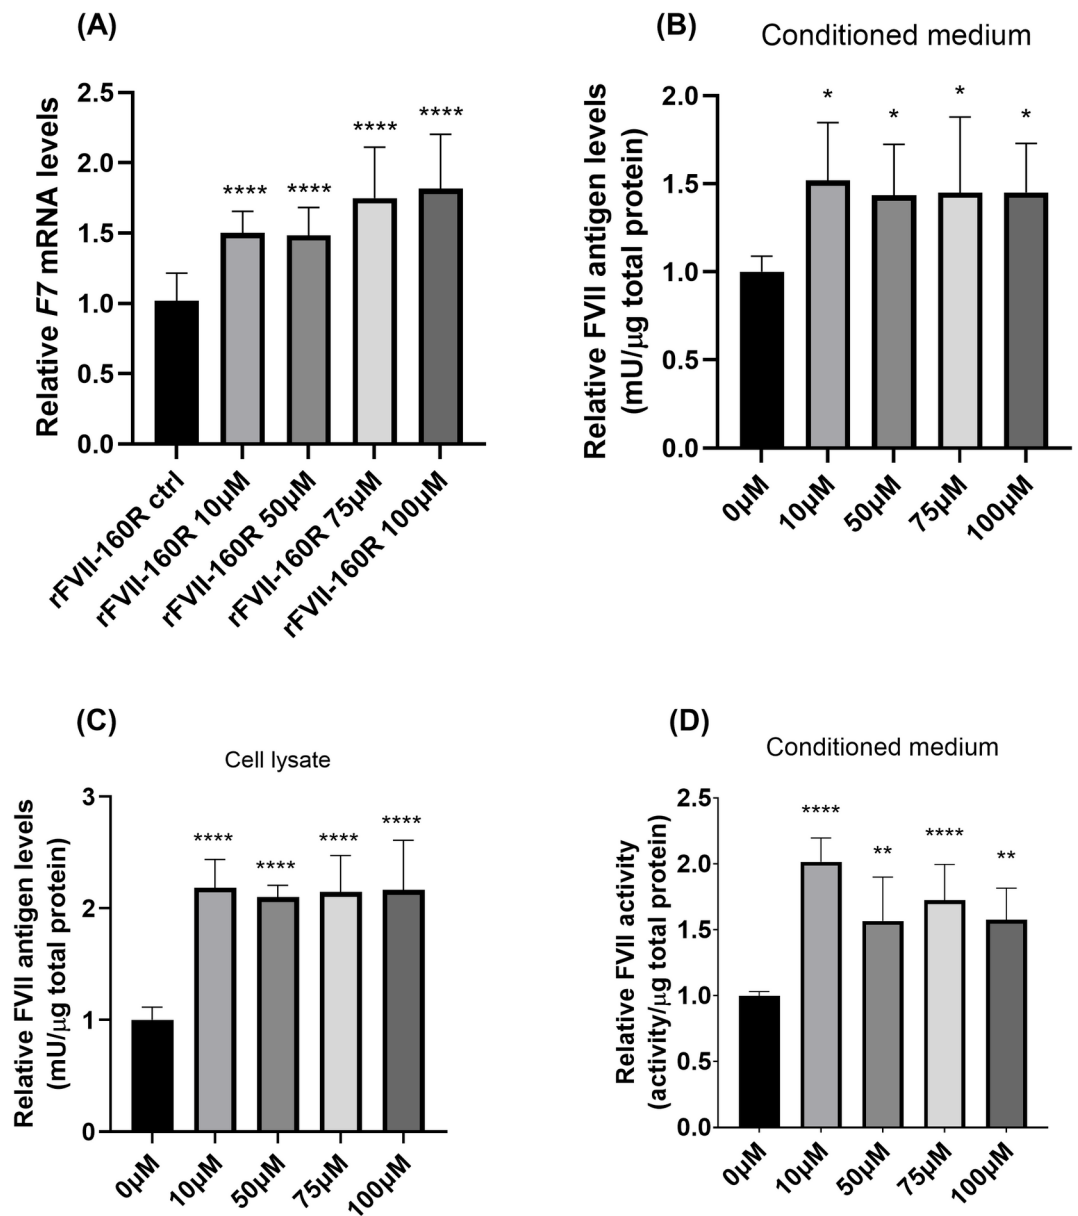 (A)
Relative F7 mRNA levels
2.5
2.0
1.5
1.0
0.5
0.0
****
****
****
****
rFVII-160R ctrl
rFVII-160R 10µM
rFVII-160R 50µM
rFVII-160R 75µM
rFVII-160R 100µM
(B)
Conditioned medium
Relative FVII antigen levels
(mU/µg total protein)
2.0
1.5
1.0
0.5
0.0
*
*
*
*
0µM
10µM
50µM
75µM
100µM
(C)
Cell lysate
Relative FVII antigen levels
(mU/µg total protein)
3
2
1
0
****
****
****
****
0µM
10µM
50µM
75µM
100µM
(D)
Conditioned medium
Relative FVII activity
(activity/µg total protein)
2.5
2.0
1.5
1.0
0.5
0.0
****
**
****
**
0µM
10µM
50µM
75µM
100µM